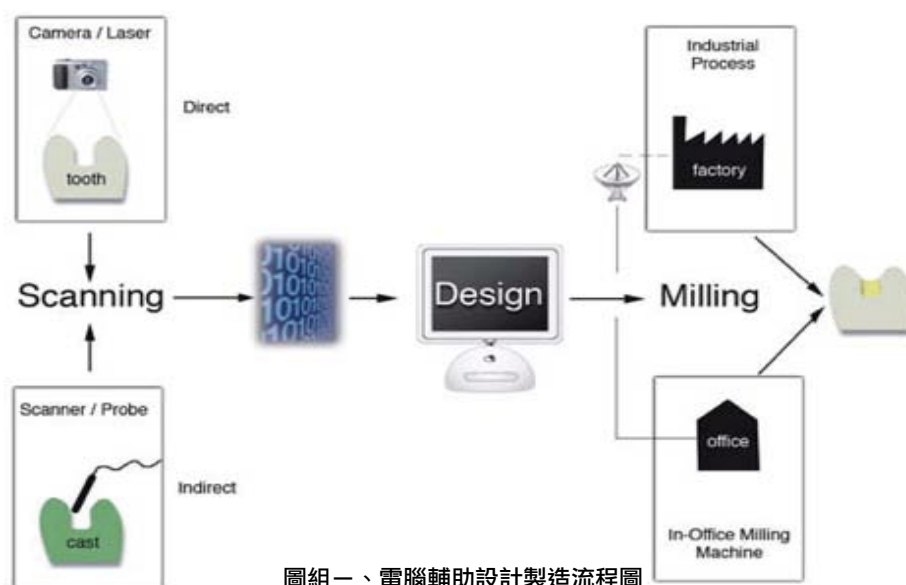 Camera / Laser
tooth
Direct
Scanning
Scanner / Probe
cast
Indirect
Design
Milling
Industrial
Process
factory
office
In-Office Milling
Machine
圖組一、電腦輔助設計製造流程圖